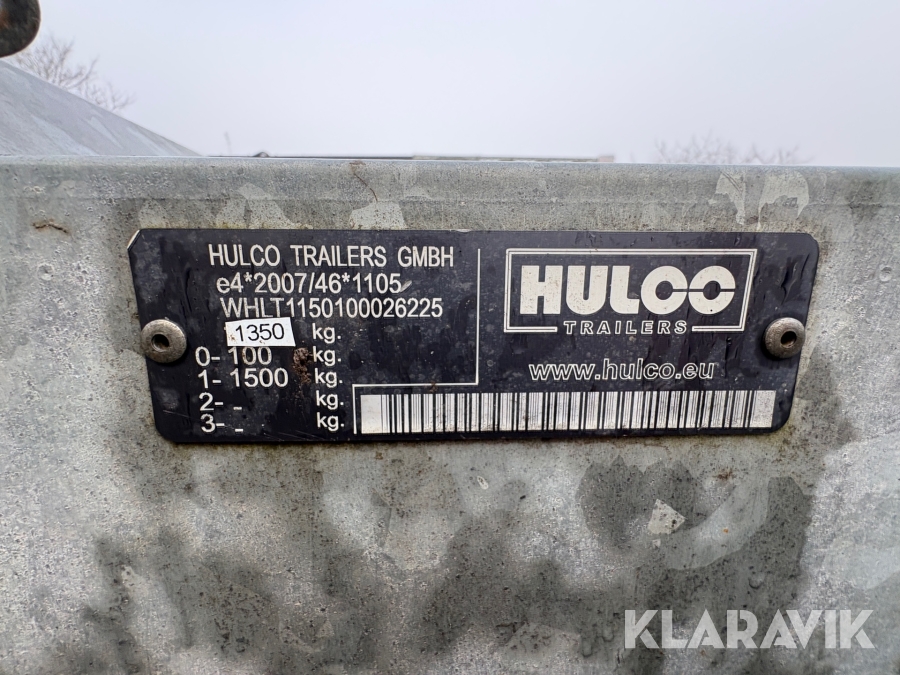 HULCO TRAILERS GMBH
e4*2007/46*1105
WHLT1150100026225
1350 kg.
0- 100 kg.
1- 1500 kg.
2- - kg.
3- - kg.
HULCO
TRAILERS
www.hulco.eu
KLARAVIK